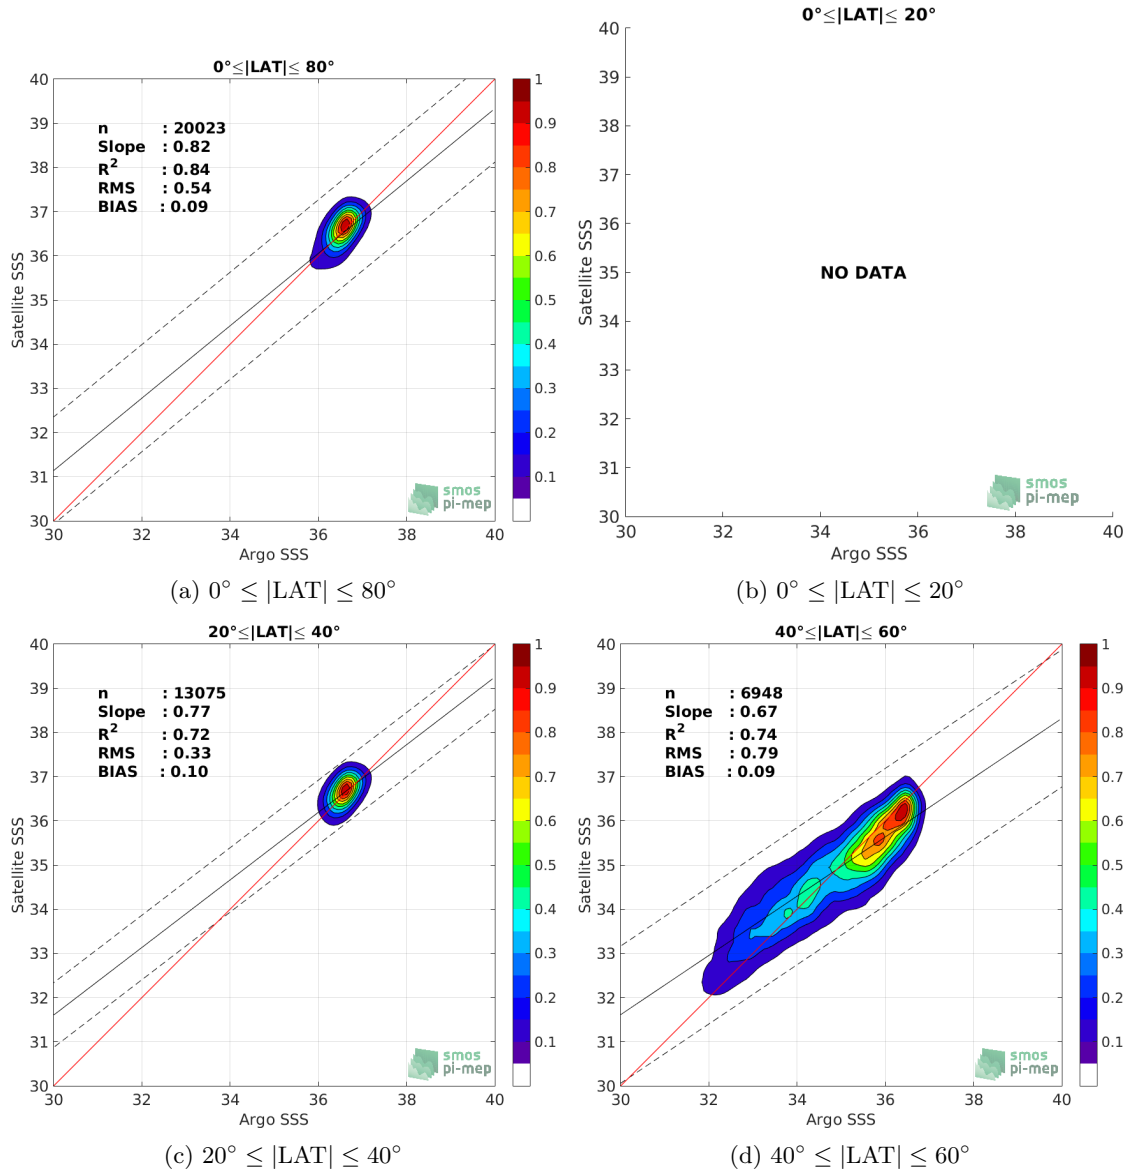 0°≤|LAT|≤ 80°
40
39
38
37
36
35
34
33
32
31
30
30
32
34
36
38
40
Satellite SSS
Argo SSS
n : 20023
Slope : 0.82
R² : 0.84
RMS : 0.54
BIAS : 0.09
1
0.9
0.8
0.7
0.6
0.5
0.4
0.3
0.2
0.1
smos
pi-mep
(a) 0° ≤ |LAT| ≤ 80°
0°≤|LAT|≤ 20°
40
39
38
37
36
35
34
33
32
31
30
30
32
34
36
38
40
Satellite SSS
Argo SSS
NO DATA
smos
pi-mep
(b) 0° ≤ |LAT| ≤ 20°
20°≤|LAT|≤ 40°
40
39
38
37
36
35
34
33
32
31
30
30
32
34
36
38
40
Satellite SSS
Argo SSS
n : 13075
Slope : 0.77
R² : 0.72
RMS : 0.33
BIAS : 0.10
1
0.9
0.8
0.7
0.6
0.5
0.4
0.3
0.2
0.1
smos
pi-mep
(c) 20° ≤ |LAT| ≤ 40°
40°≤|LAT|≤ 60°
40
39
38
37
36
35
34
33
32
31
30
30
32
34
36
38
40
Satellite SSS
Argo SSS
n : 6948
Slope : 0.67
R² : 0.74
RMS : 0.79
BIAS : 0.09
1
0.9
0.8
0.7
0.6
0.5
0.4
0.3
0.2
0.1
smos
pi-mep
(d) 40° ≤ |LAT| ≤ 60°